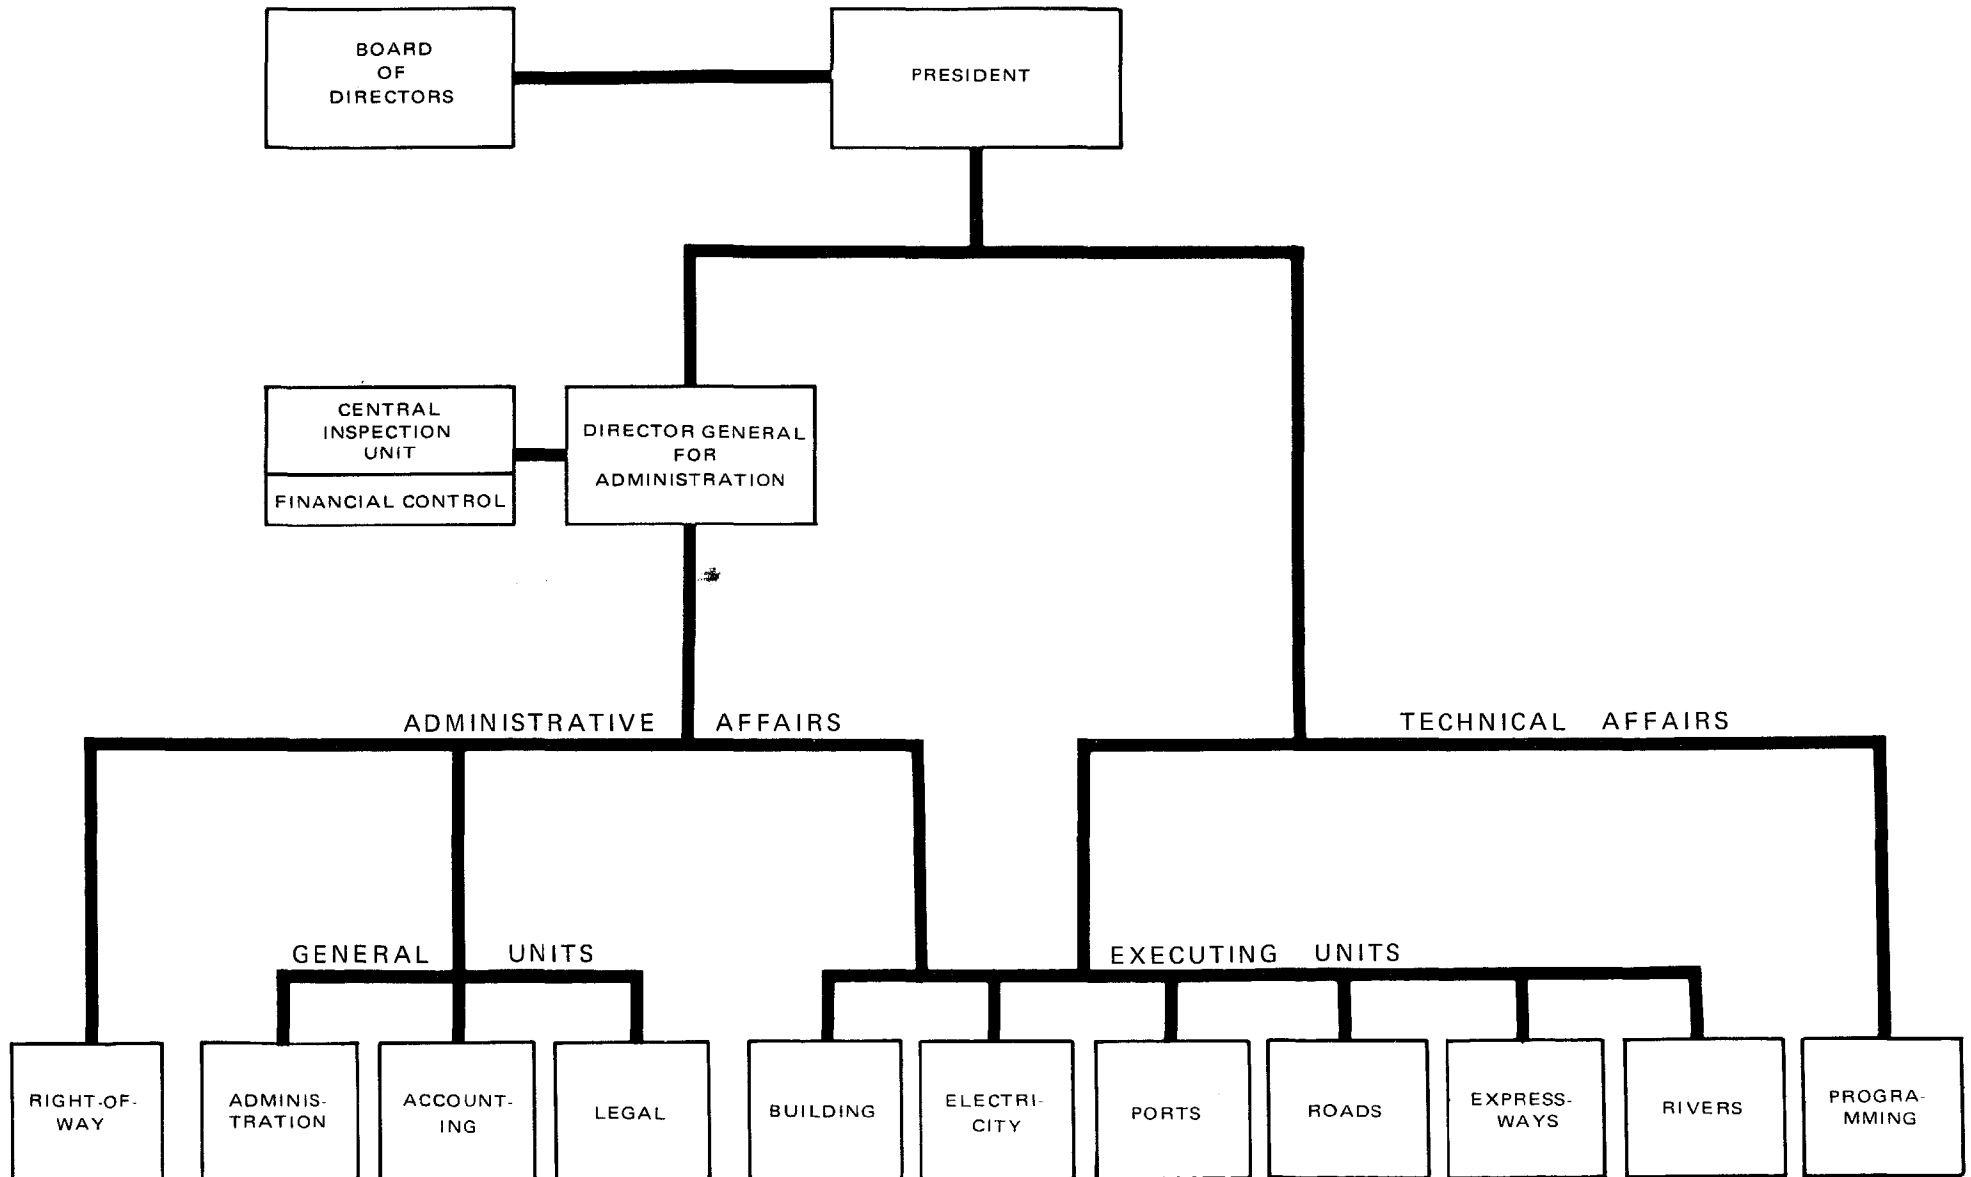 BOARD
OF
DIRECTORS
PRESIDENT
CENTRAL
INSPECTION
UNIT
FINANCIAL CONTROL
DIRECTOR GENERAL
FOR
ADMINISTRATION
ADMINISTRATIVE AFFAIRS
TECHNICAL AFFAIRS
GENERAL UNITS
EXECUTING UNITS
RIGHT-OF-
WAY
ADMINIS-
TRATION
ACCOUNT-
ING
LEGAL
BUILDING
ELECTRI-
CITY
PORTS
ROADS
EXPRESS-
WAYS
RIVERS
PROGRA-
MMING